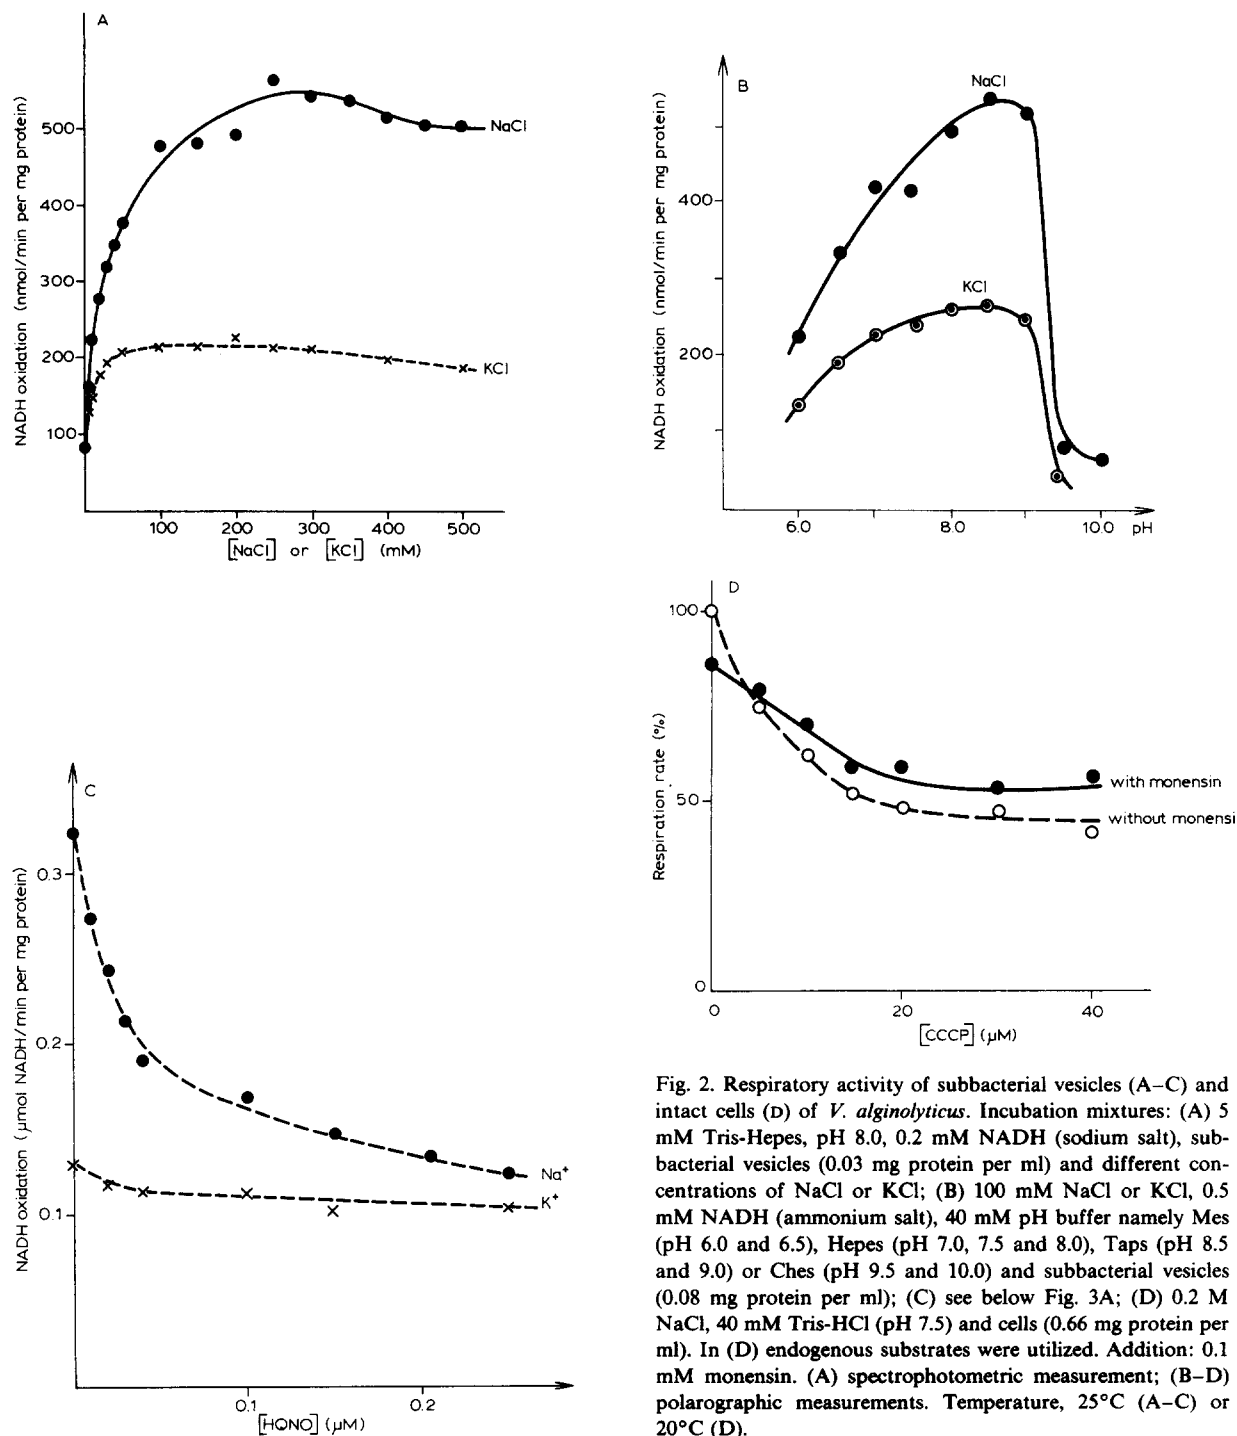 A
NADH oxidation (nmol/min per mg protein)
500
400
300
200
100
NaCl
KCl
100 200 300 400 500
[NaCl] or [KCl] (mM)
B
NADH oxidation (nmol/min per mg protein)
400
200
NaCl
KCl
6.0 8.0 10.0 pH
C
NADH oxidation (µmol NADH/min per mg protein)
0.3
0.2
0.1
Na+
K+
0.1 0.2
[HONO] (µM)
D
Respiration rate (%)
100
50
0
with monensin
without monensi
0 20 40
[CCCP] (µM)
Fig. 2. Respiratory activity of subbacterial vesicles (A–C) and
intact cells (D) of V. alginolyticus. Incubation mixtures: (A) 5
mM Tris-Hepes, pH 8.0, 0.2 mM NADH (sodium salt), sub-
bacterial vesicles (0.03 mg protein per ml) and different con-
centrations of NaCl or KCl; (B) 100 mM NaCl or KCl, 0.5
mM NADH (ammonium salt), 40 mM pH buffer namely Mes
(pH 6.0 and 6.5), Hepes (pH 7.0, 7.5 and 8.0), Taps (pH 8.5
and 9.0) or Ches (pH 9.5 and 10.0) and subbacterial vesicles
(0.08 mg protein per ml); (C) see below Fig. 3A; (D) 0.2 M
NaCl, 40 mM Tris-HCl (pH 7.5) and cells (0.66 mg protein per
ml). In (D) endogenous substrates were utilized. Addition: 0.1
mM monensin. (A) spectrophotometric measurement; (B–D)
polarographic measurements. Temperature, 25°C (A–C) or
20°C (D).